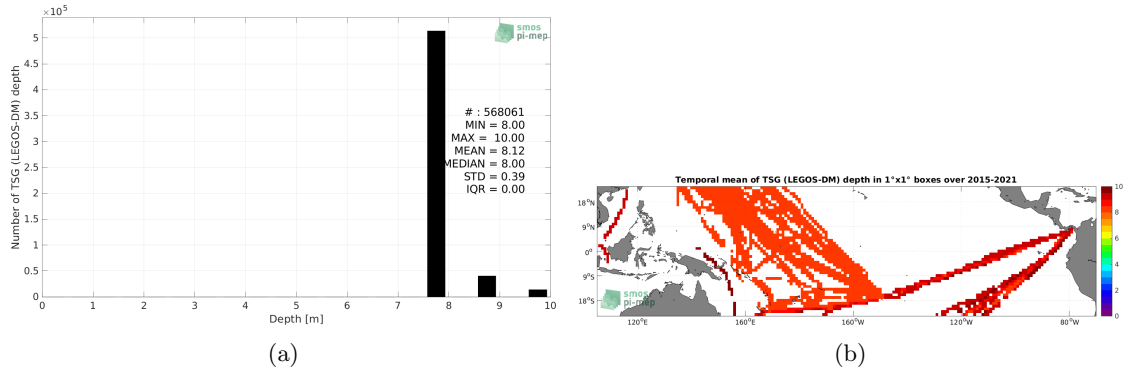 ×10⁵
5
4.5
4
3.5
3
2.5
2
1.5
1
0.5
0
Number of TSG (LEGOS-DM) depth
smos
pi-mep
# : 568061
MIN = 8.00
MAX = 10.00
MEAN = 8.12
MEDIAN = 8.00
STD = 0.39
IQR = 0.00
0 1 2 3 4 5 6 7 8 9 10
Depth [m]
(a)
Temporal mean of TSG (LEGOS-DM) depth in 1°x1° boxes over 2015-2021
18°N
9°N
0°
9°S
18°S
smos
pi-mep
120°E 160°E 160°W 120°W 80°W
10
8
6
4
2
0
(b)